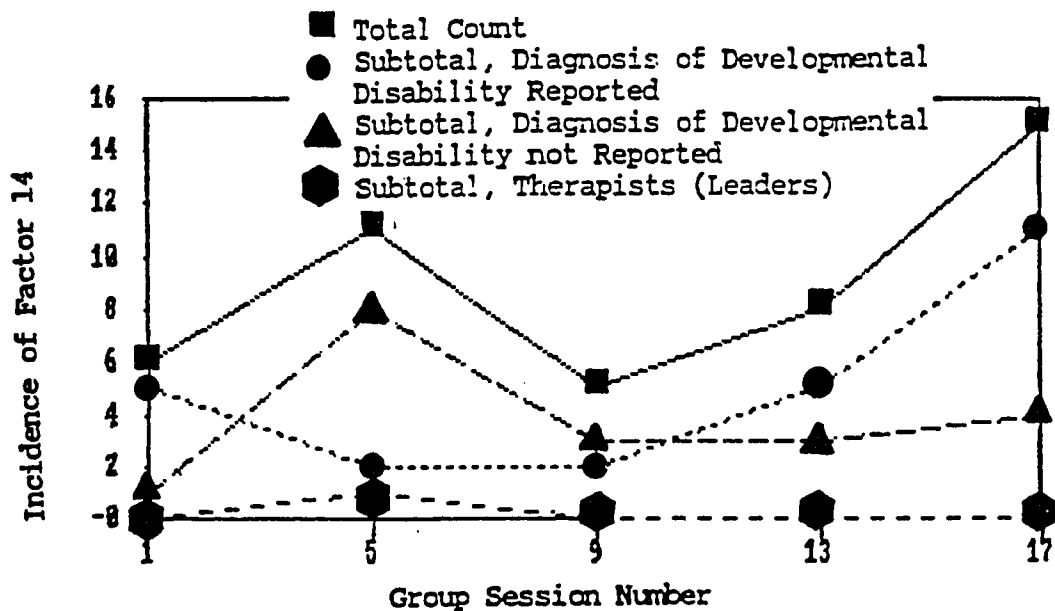 Total Count
Subtotal, Diagnosis of Developmental
Disability Reported
Subtotal, Diagnosis of Developmental
Disability not Reported
Subtotal, Therapists (Leaders)
16
14
12
10
8
6
4
2
-0
Incidence of Factor 14
1 5 9 13 17
Group Session Number